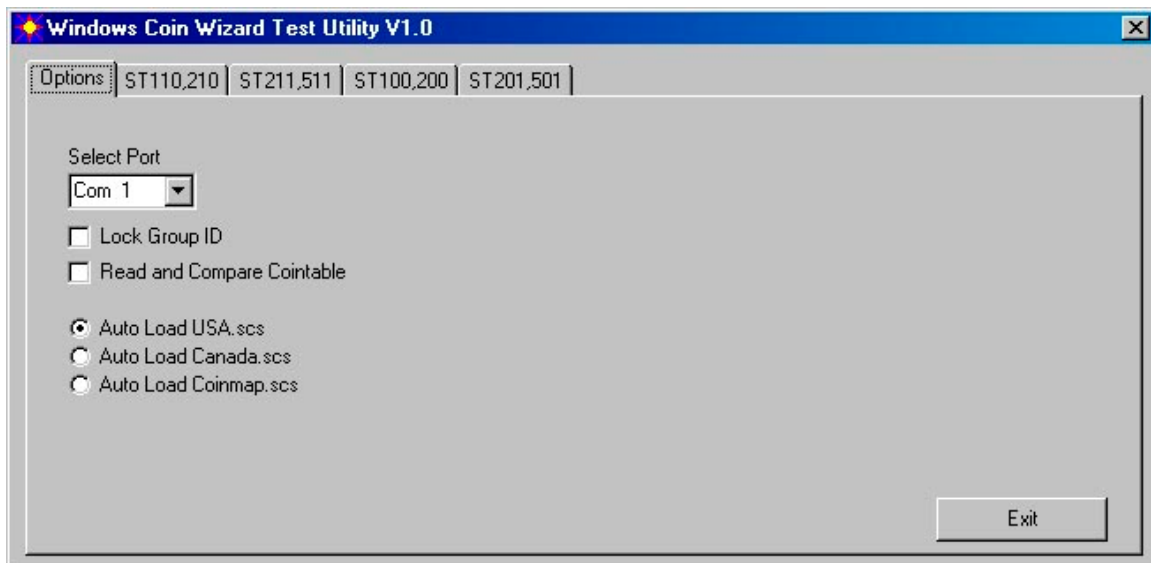 Windows Coin Wizard Test Utility V1.0
Options ST110,210 ST211,511 ST100,200 ST201,501
Select Port
Com 1
Lock Group ID
Read and Compare Cointable
Auto Load USA.scs
Auto Load Canada.scs
Auto Load Coinmap.scs
Exit